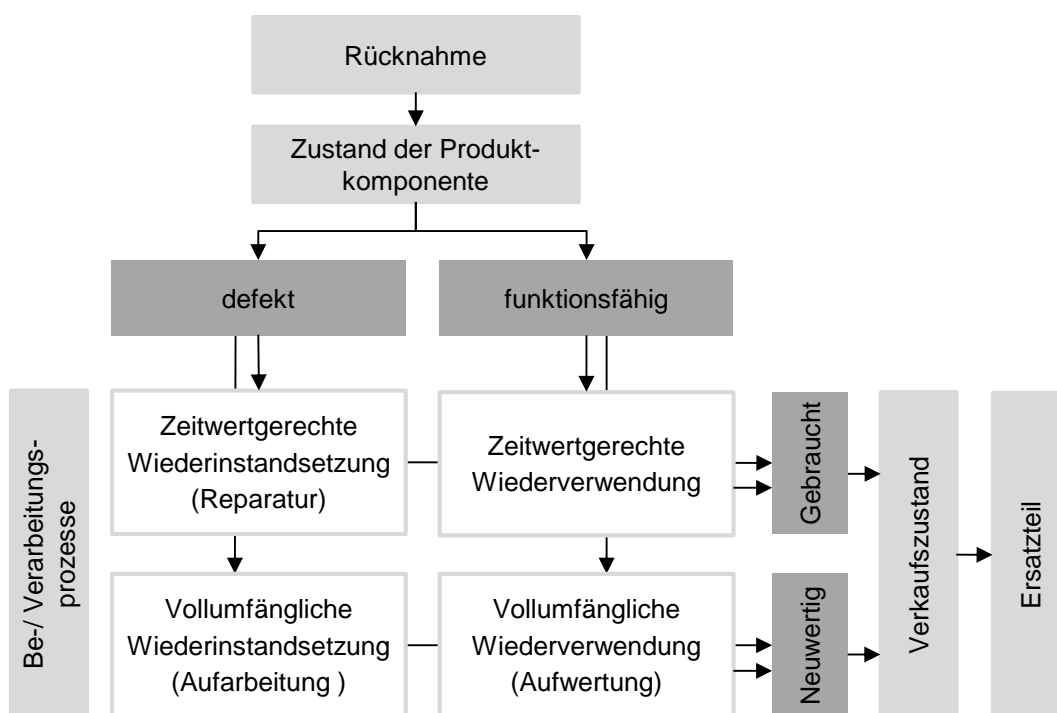 Rücknahme
Zustand der Produkt-
komponente
defekt
funktionsfähig
Be-/ Verarbeitungs-
prozesse
Zeitwertgerechte
Wiederinstandsetzung
(Reparatur)
Zeitwertgerechte
Wiederverwendung
Gebraucht
Vollumfängliche
Wiederinstandsetzung
(Aufarbeitung )
Vollumfängliche
Wiederverwendung
(Aufwertung)
Neuwertig
Verkaufszustand
Ersatzteil